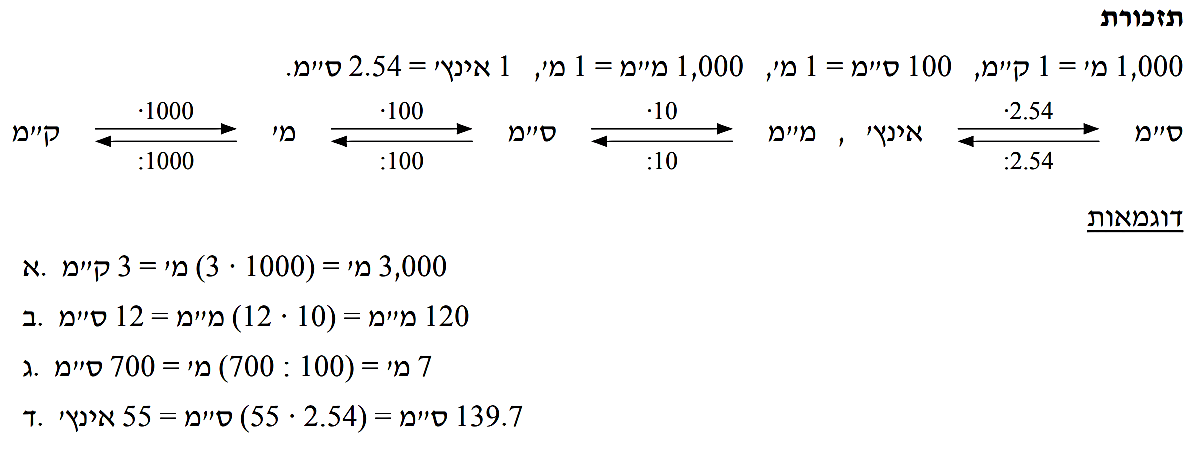 תזכורת
1,000 מ׳ = 1 ק״מ, 100 ס״מ = 1 מ׳, 1,000 מ״מ = 1 מ׳, 1 אינץ׳ = 2.54 ס״מ.
·1000 ·100 ·10 ·2.54
ק״מ מ׳ ס״מ מ״מ , אינץ׳ ס״מ
:1000 :100 :10 :2.54
דוגמאות
א. 3 ק״מ = (3 · 1000) מ׳ = 3,000 מ׳
ב. 12 ס״מ = (12 · 10) מ״מ = 120 מ״מ
ג. 700 ס״מ = (700 : 100) מ׳ = 7 מ׳
ד. 55 אינץ׳ = (55 · 2.54) ס״מ = 139.7 ס״מ